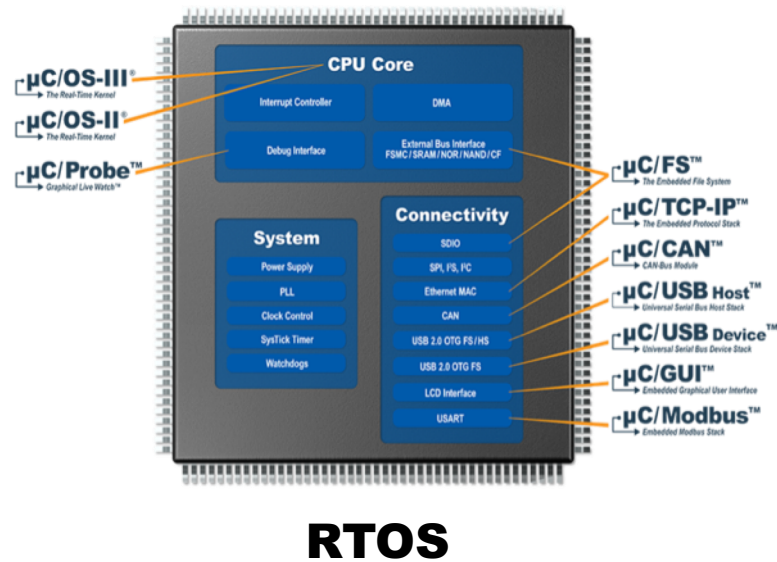 CPU Core
Interrupt Controller
DMA
Debug Interface
External Bus Interface
FSMC/SRAM/NOR/NAND/CF
µC/OS-III®
The Real-Time Kernel
µC/OS-II®
The Real-Time Kernel
µC/Probe™
Graphical Live Watch™
System
Power Supply
PLL
Clock Control
SysTick Timer
Watchdogs
Connectivity
SDIO
SPI, I²S, I²C
Ethernet MAC
CAN
USB 2.0 OTG FS/HS
USB 2.0 OTG FS
LCD Interface
USART
µC/FS™
The Embedded File System
µC/TCP-IP™
The Embedded Protocol Stack
µC/CAN™
CAN-Bus Module
µC/USB Host™
Universal Serial Bus Host Stack
µC/USB Device™
Universal Serial Bus Device Stack
µC/GUI™
Embedded Graphical User Interface
µC/Modbus™
Embedded Modbus Stack
RTOS